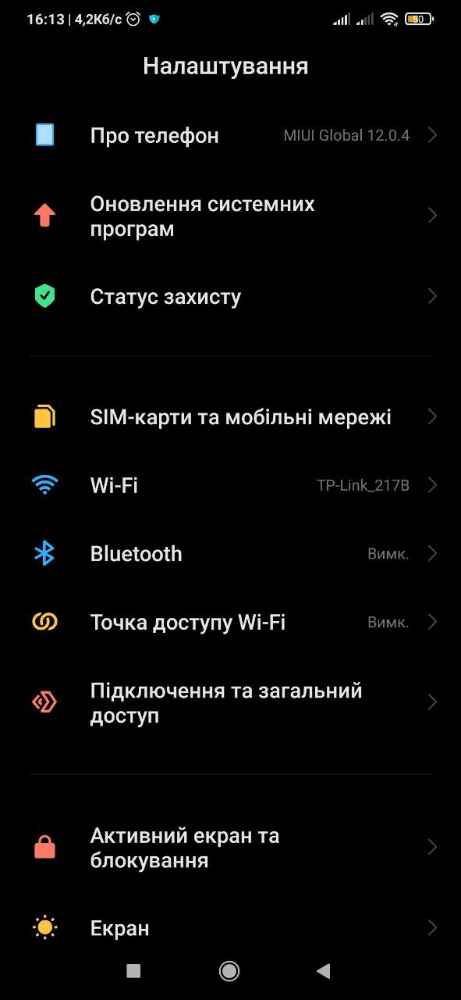 16:13 | 4,2Кб/с
50
Налаштування
Про телефон MIUI Global 12.0.4
Оновлення системних
програм
Статус захисту
SIM-карти та мобільні мережі
Wi-Fi TP-Link_217B
Bluetooth Вимк.
Точка доступу Wi-Fi Вимк.
Підключення та загальний
доступ
Активний екран та
блокування
Екран